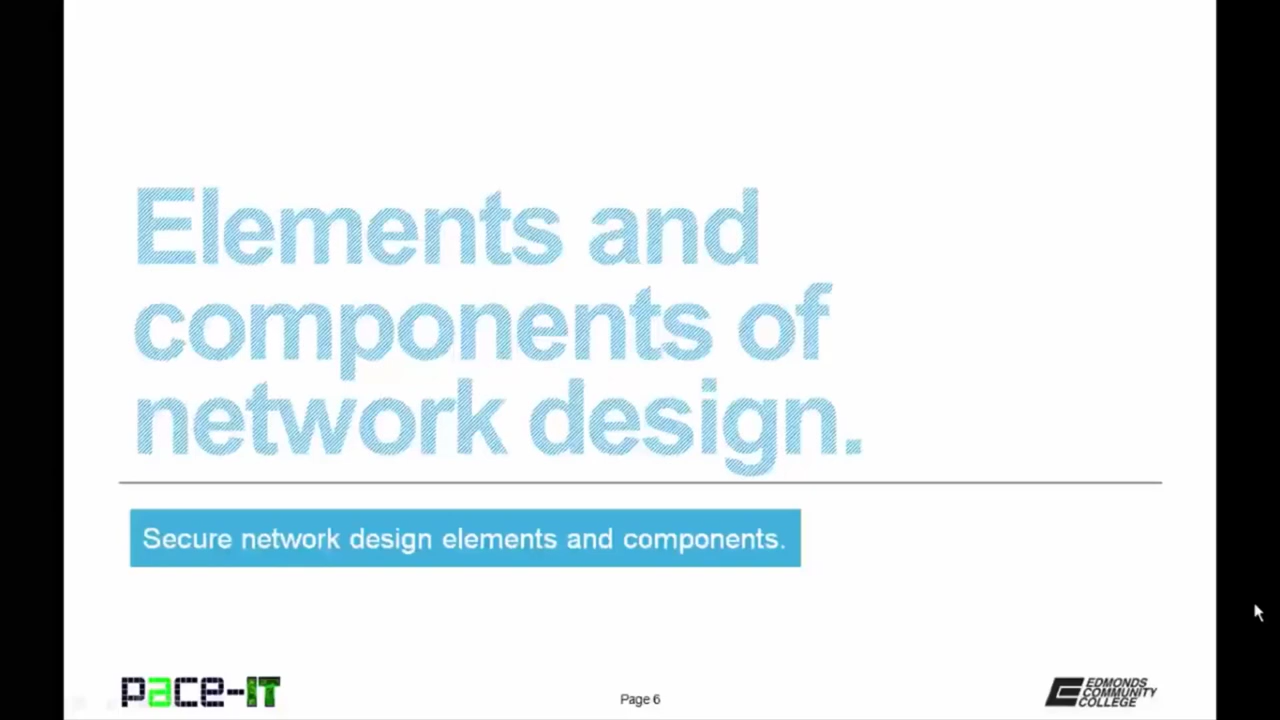 Elements and
components of
network design.
Secure network design elements and components.
pace-IT
Page 6
EDMONDS
COMMUNITY
COLLEGE